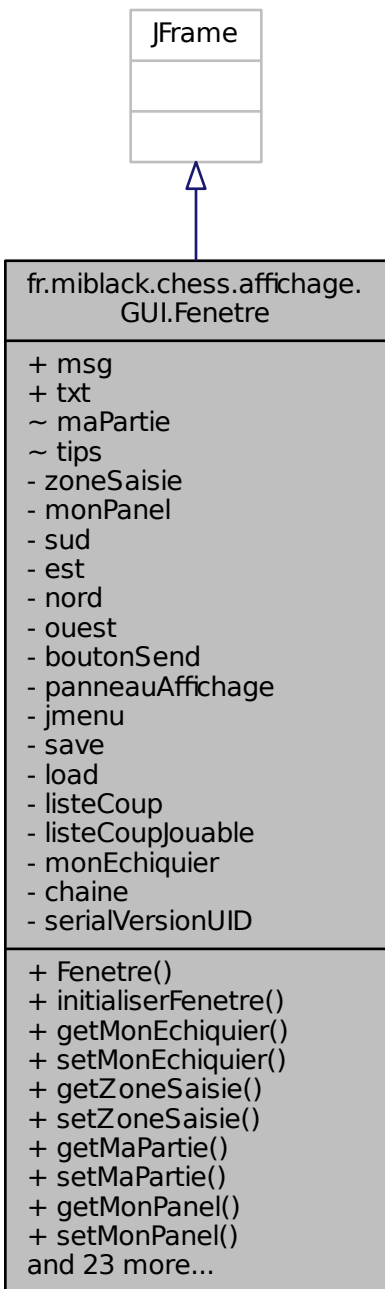 JFrame
fr.miblack.chess.affichage.
GUI.Fenetre
+ msg
+ txt
~ maPartie
~ tips
- zoneSaisie
- monPanel
- sud
- est
- nord
- ouest
- boutonSend
- panneauAffichage
- jmenu
- save
- load
- listeCoup
- listeCoupJouable
- monEchiquier
- chaine
- serialVersionUID
+ Fenetre()
+ initialiserFenetre()
+ getMonEchiquier()
+ setMonEchiquier()
+ getZoneSaisie()
+ setZoneSaisie()
+ getMaPartie()
+ setMaPartie()
+ getMonPanel()
+ setMonPanel()
and 23 more...